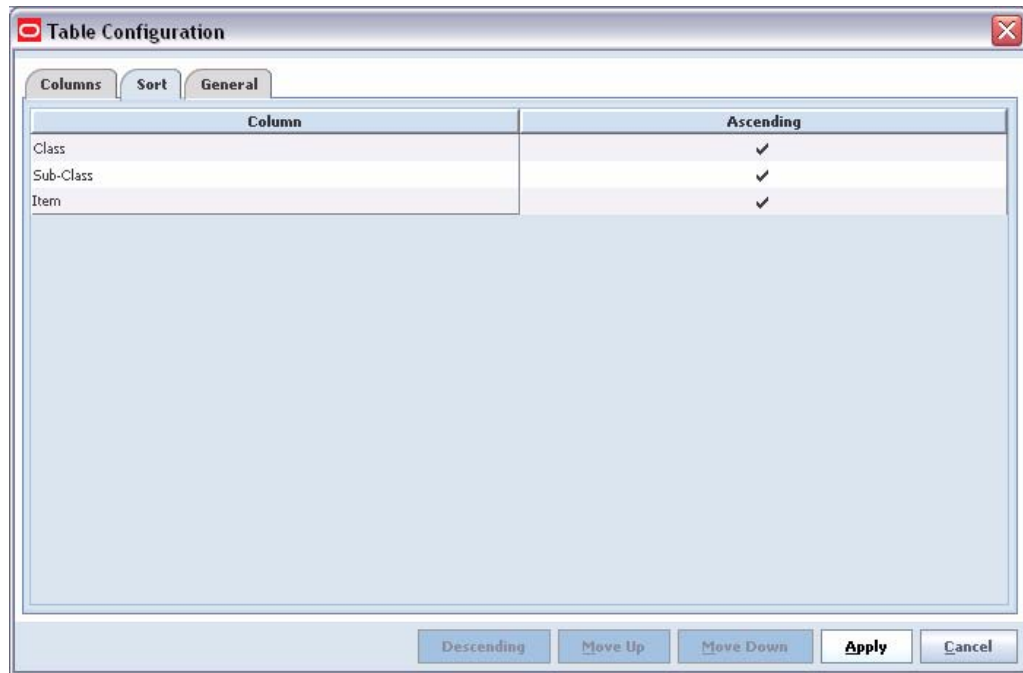 Table Configuration
Columns Sort General
Column Ascending
Class ✓
Sub-Class ✓
Item ✓
Descending Move Up Move Down Apply Cancel